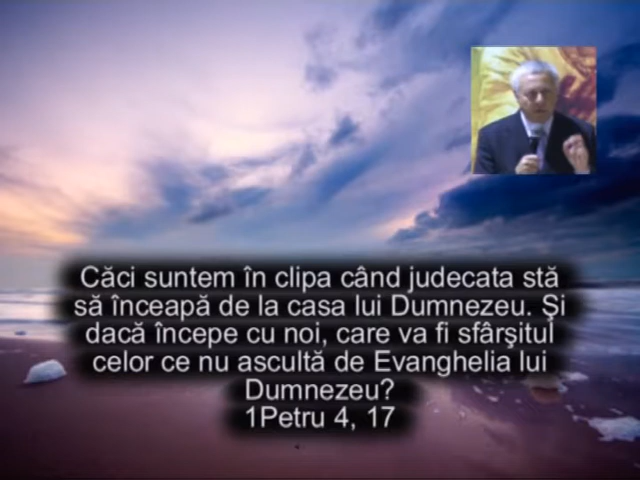 Căci suntem în clipa când judecata stă
să înceapă de la casa lui Dumnezeu. Şi
dacă începe cu noi, care va fi sfârşitul
celor ce nu ascultă de Evanghelia lui
Dumnezeu?
1Petru 4, 17